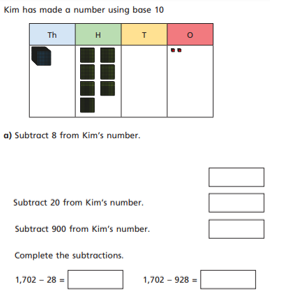 Kim has made a number using base 10
Th H T O
a) Subtract 8 from Kim's number.
Subtract 20 from Kim's number.
Subtract 900 from Kim's number.
Complete the subtractions.
1,702 – 28 = 1,702 – 928 =